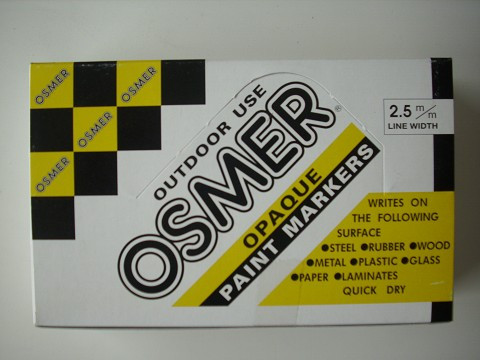 OSMER
OSMER
OSMER
OSMER
OUTDOOR USE
OSMER®
OPAQUE
PAINT MARKERS
2.5 m/m
LINE WIDTH
WRITES ON
THE FOLLOWING
SURFACE
●STEEL ●RUBBER ●WOOD
●METAL ●PLASTIC ●GLASS
●PAPER ●LAMINATES
QUICK DRY